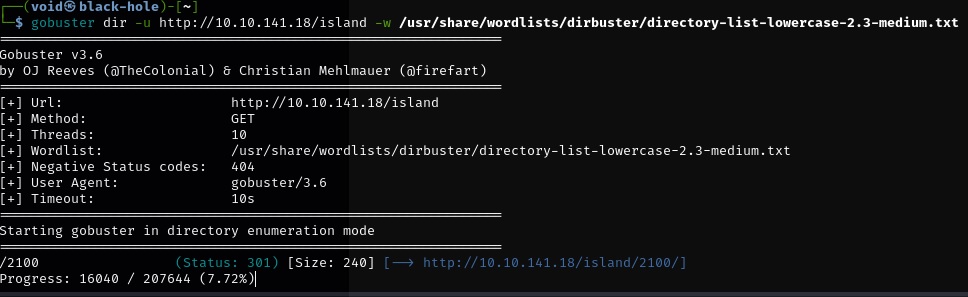 ┌──(void㉿black-hole)-[~]
└─$ gobuster dir -u http://10.10.141.18/island -w /usr/share/wordlists/dirbuster/directory-list-lowercase-2.3-medium.txt
===============================================================
Gobuster v3.6
by OJ Reeves (@TheColonial) & Christian Mehlmauer (@firefart)
===============================================================
[+] Url:                     http://10.10.141.18/island
[+] Method:                  GET
[+] Threads:                 10
[+] Wordlist:                /usr/share/wordlists/dirbuster/directory-list-lowercase-2.3-medium.txt
[+] Negative Status codes:   404
[+] User Agent:              gobuster/3.6
[+] Timeout:                 10s
===============================================================
Starting gobuster in directory enumeration mode
===============================================================
/2100                 (Status: 301) [Size: 240] [--> http://10.10.141.18/island/2100/]
Progress: 16040 / 207644 (7.72%)